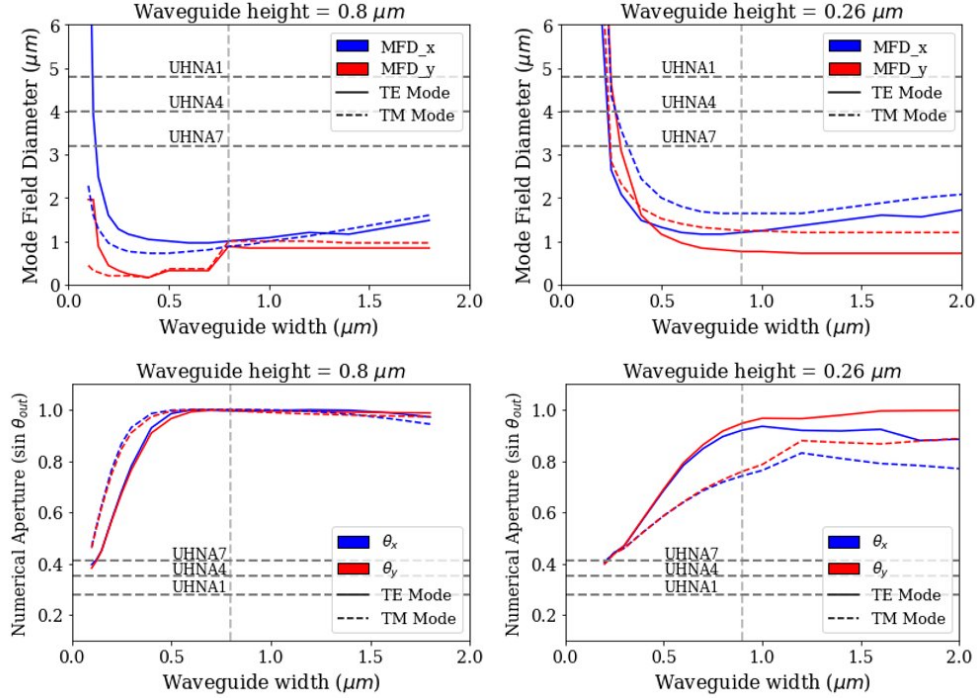 Waveguide height = 0.8 μm
Mode Field Diameter (μm)
6
5
4
3
2
1
0
UHNA1
UHNA4
UHNA7
MFD_x
MFD_y
TE Mode
TM Mode
0.0 0.5 1.0 1.5 2.0
Waveguide width (μm)
Waveguide height = 0.26 μm
Mode Field Diameter (μm)
6
5
4
3
2
1
0
UHNA1
UHNA4
UHNA7
MFD_x
MFD_y
TE Mode
TM Mode
0.0 0.5 1.0 1.5 2.0
Waveguide width (μm)
Waveguide height = 0.8 μm
Numerical Aperture (sin θout)
1.0
0.8
0.6
0.4
0.2
UHNA7
UHNA4
UHNA1
θx
θy
TE Mode
TM Mode
0.0 0.5 1.0 1.5 2.0
Waveguide width (μm)
Waveguide height = 0.26 μm
Numerical Aperture (sin θout)
1.0
0.8
0.6
0.4
0.2
UHNA7
UHNA4
UHNA1
θx
θy
TE Mode
TM Mode
0.0 0.5 1.0 1.5 2.0
Waveguide width (μm)